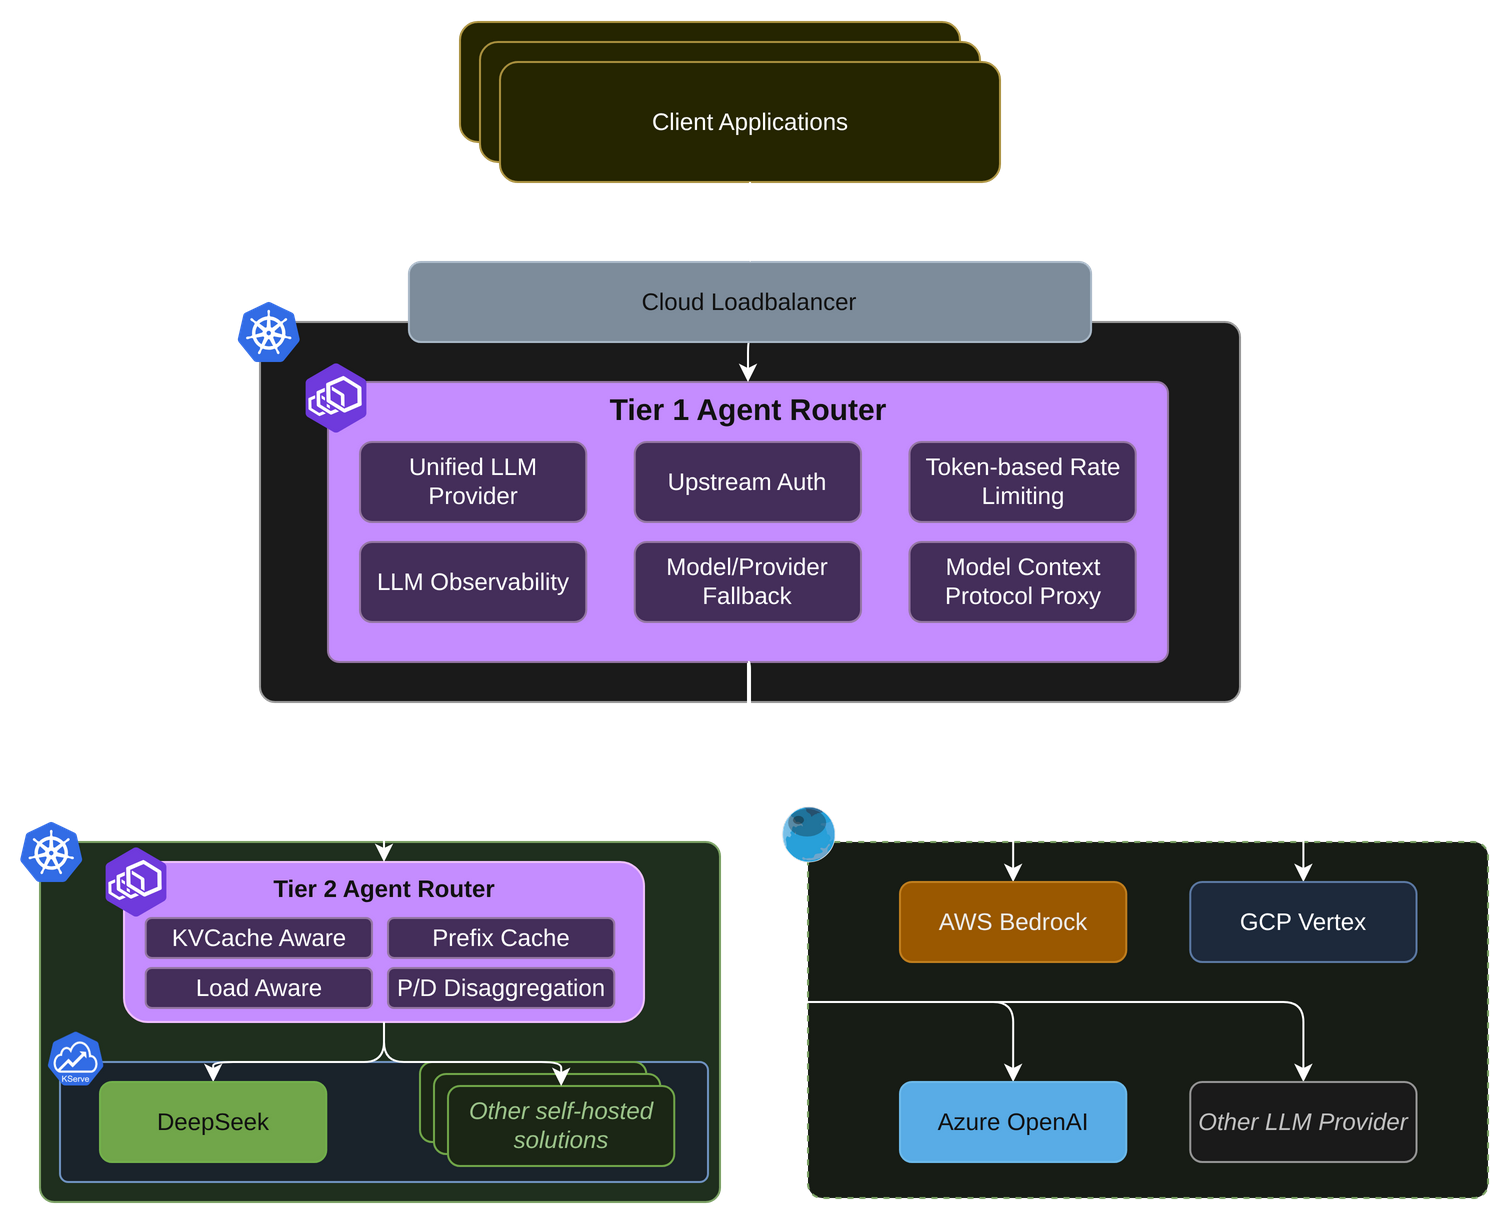 Client Applications
Cloud Loadbalancer
Tier 1 Agent Router
Unified LLM
Provider
Upstream Auth
Token-based Rate
Limiting
LLM Observability
Model/Provider
Fallback
Model Context
Protocol Proxy
Tier 2 Agent Router
KVCache Aware
Prefix Cache
Load Aware
P/D Disaggregation
KServe
DeepSeek
Other self-hosted
solutions
AWS Bedrock
GCP Vertex
Azure OpenAI
Other LLM Provider